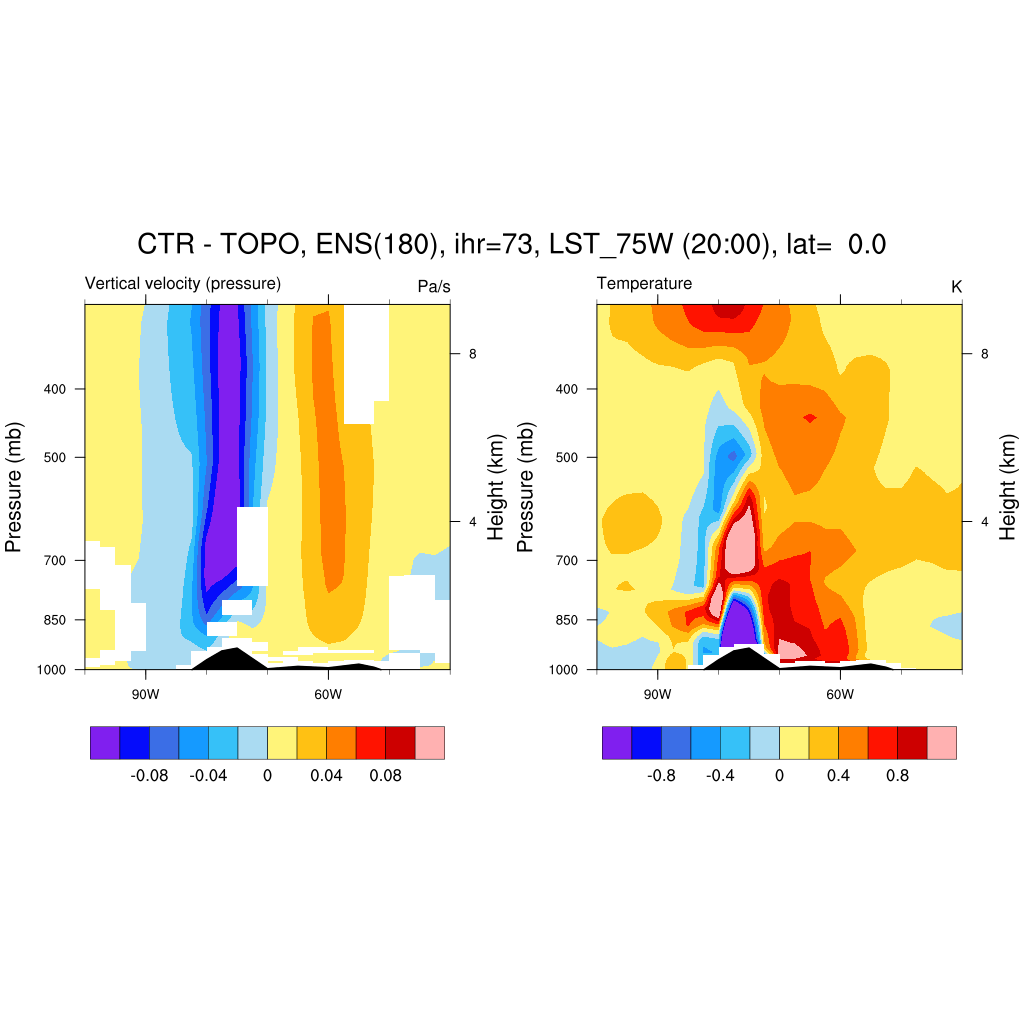 CTR - TOPO, ENS(180), ihr=73, LST_75W (20:00), lat=  0.0
Vertical velocity (pressure)
Pa/s
Pressure (mb)
400
500
700
850
1000
8
4
Height (km)
90W
60W
-0.08
-0.04
0
0.04
0.08
Temperature
K
Pressure (mb)
400
500
700
850
1000
8
4
Height (km)
90W
60W
-0.8
-0.4
0
0.4
0.8